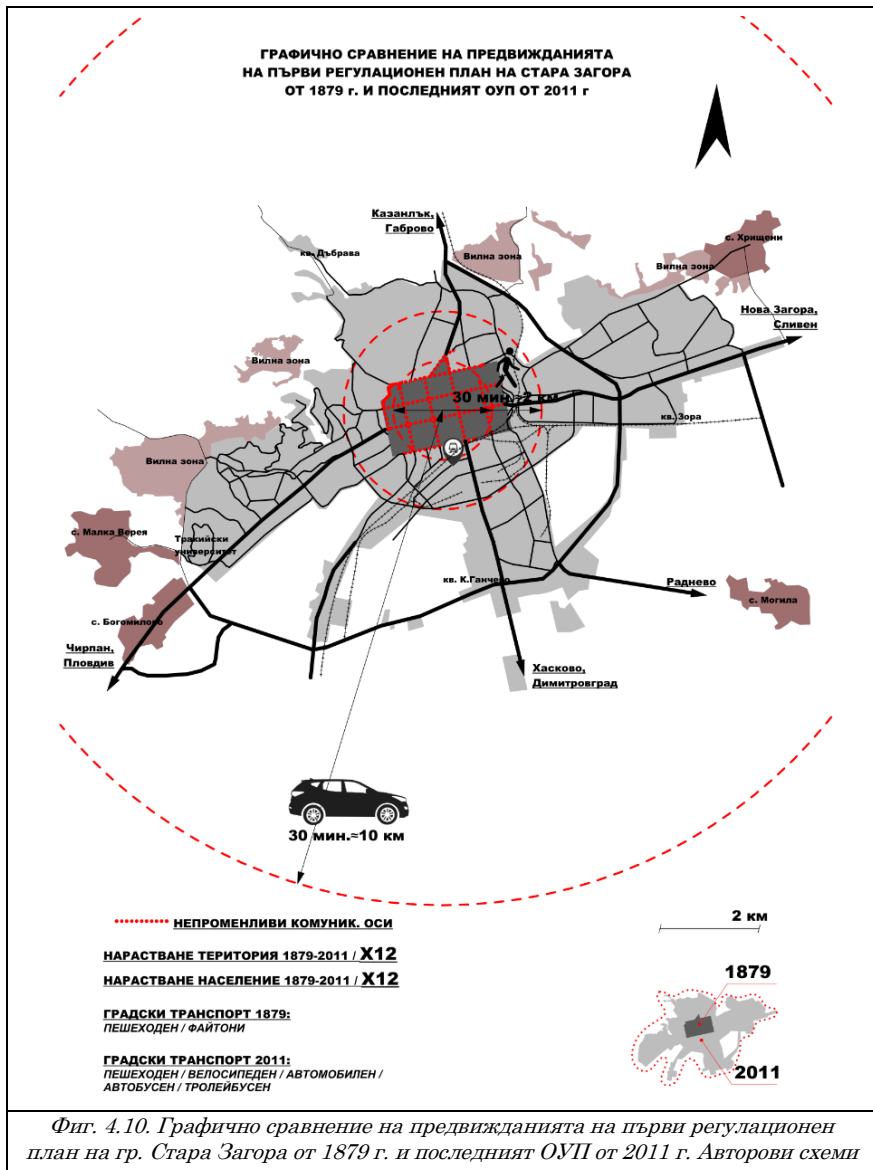 ГРАФИЧНО СРАВНЕНИЕ НА ПРЕДВИЖДАНИЯТА
НА ПЪРВИ РЕГУЛАЦИОНЕН ПЛАН НА СТАРА ЗАГОРА
ОТ 1879 г. И ПОСЛЕДНИЯТ ОУП ОТ 2011 г
Казанлък,
Габрово
кв. Дъбрава
Вилна зона
с. Хрищени
Вилна зона
Нова Загора,
Сливен
Вилна зона
30 мин.≈2 км
кв. Зора
Вилна зона
с. Малка Верея
Тракийски
университет
кв. К.Ганчево
Раднево
с. Могила
с. Богомилово
Чирпан,
Пловдив
Хасково,
Димитровград
30 мин.≈10 км
НЕПРОМЕНЛИВИ КОМУНИК. ОСИ
НАРАСТВАНЕ ТЕРИТОРИЯ 1879-2011 / X12
НАРАСТВАНЕ НАСЕЛЕНИЕ 1879-2011 / X12
ГРАДСКИ ТРАНСПОРТ 1879:
ПЕШЕХОДЕН / ФАЙТОНИ
ГРАДСКИ ТРАНСПОРТ 2011:
ПЕШЕХОДЕН / ВЕЛОСИПЕДЕН / АВТОМОБИЛЕН /
АВТОБУСЕН / ТРОЛЕЙБУСЕН
2 км
1879
2011
Фиг. 4.10. Графично сравнение на предвижданията на първи регулационен
план на гр. Стара Загора от 1879 г. и последният ОУП от 2011 г. Авторови схеми